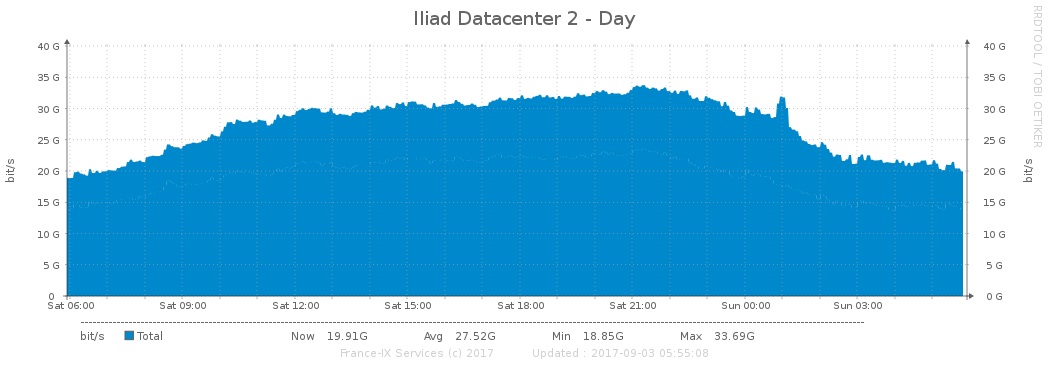 Iliad Datacenter 2 - Day
RRDTOOL / TOBI OETIKER
bit/s
bit/s
40 G 40 G
35 G 35 G
30 G 30 G
25 G 25 G
20 G 20 G
15 G 15 G
10 G 10 G
5 G 5 G
0 0 G
Sat 06:00 Sat 09:00 Sat 12:00 Sat 15:00 Sat 18:00 Sat 21:00 Sun 00:00 Sun 03:00
bit/s Total Now 19.91G Avg 27.52G Min 18.85G Max 33.69G
France-IX Services (c) 2017 Updated : 2017-09-03 05:55:08